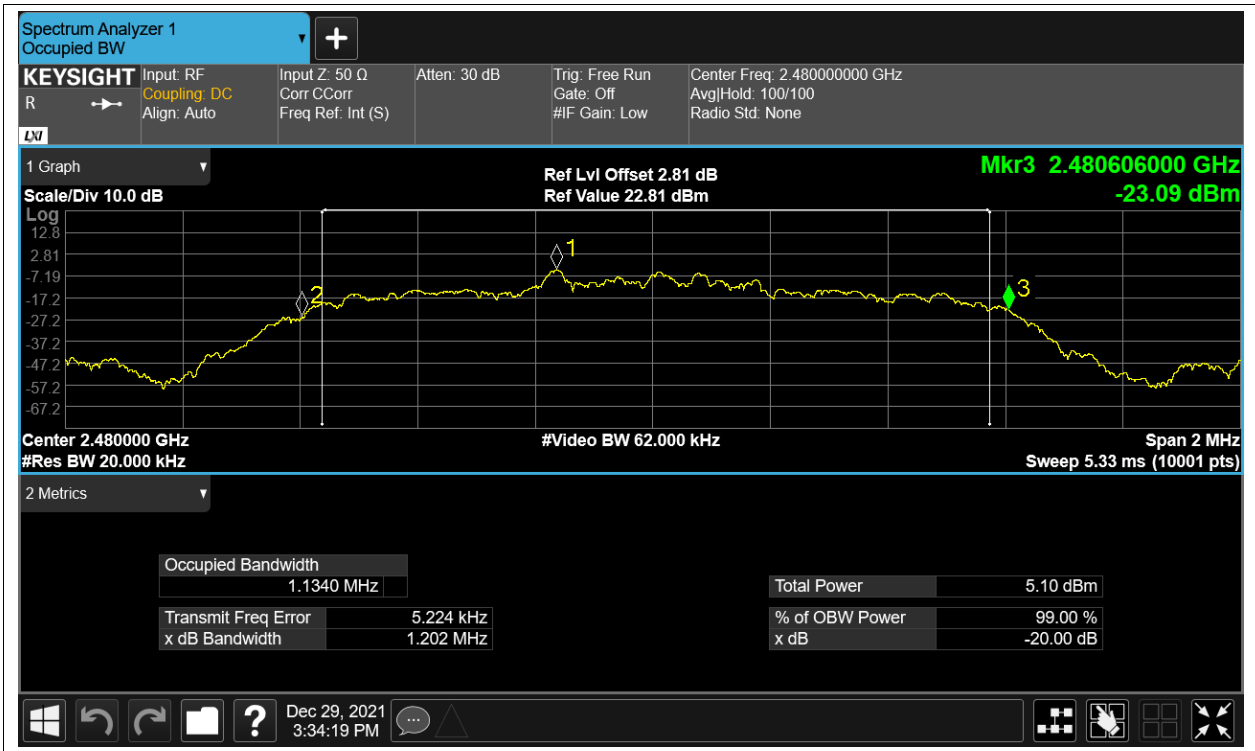 Spectrum Analyzer 1
Occupied BW
KEYSIGHT
R
LXI
Input: RF
Coupling: DC
Align: Auto
Input Z: 50 Ω
Corr CCorr
Freq Ref: Int (S)
Atten: 30 dB
Trig: Free Run
Gate: Off
#IF Gain: Low
Center Freq: 2.480000000 GHz
Avg|Hold: 100/100
Radio Std: None
1 Graph
Scale/Div 10.0 dB
Ref Lvl Offset 2.81 dB
Ref Value 22.81 dBm
Mkr3 2.480606000 GHz
-23.09 dBm
Log
12.8
2.81
-7.19
-17.2
-27.2
-37.2
-47.2
-57.2
-67.2
1
2
3
Center 2.480000 GHz
#Video BW 62.000 kHz
Span 2 MHz
#Res BW 20.000 kHz
Sweep 5.33 ms (10001 pts)
2 Metrics
Occupied Bandwidth
1.1340 MHz
Transmit Freq Error 5.224 kHz
x dB Bandwidth 1.202 MHz
Total Power 5.10 dBm
% of OBW Power 99.00 %
x dB -20.00 dB
?
Dec 29, 2021
3:34:19 PM